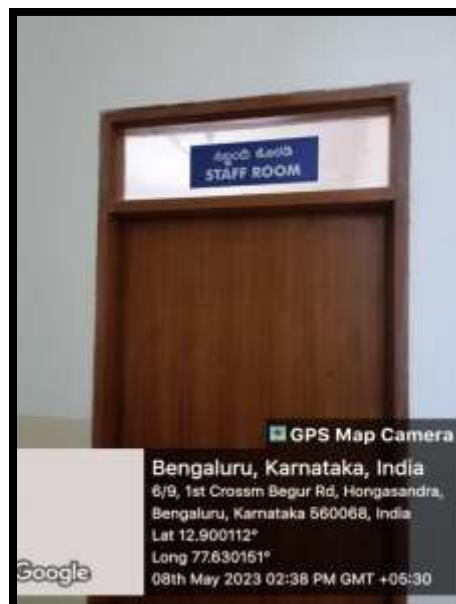 ಸಿಬ್ಬಂದಿ ಕೊಠಡಿ
STAFF ROOM
GPS Map Camera
Bengaluru, Karnataka, India
6/9, 1st Crossm Begur Rd, Hongasandra,
Bengaluru, Karnataka 560068, India
Lat 12.900112°
Long 77.630151°
08th May 2023 02:38 PM GMT +05:30
Google